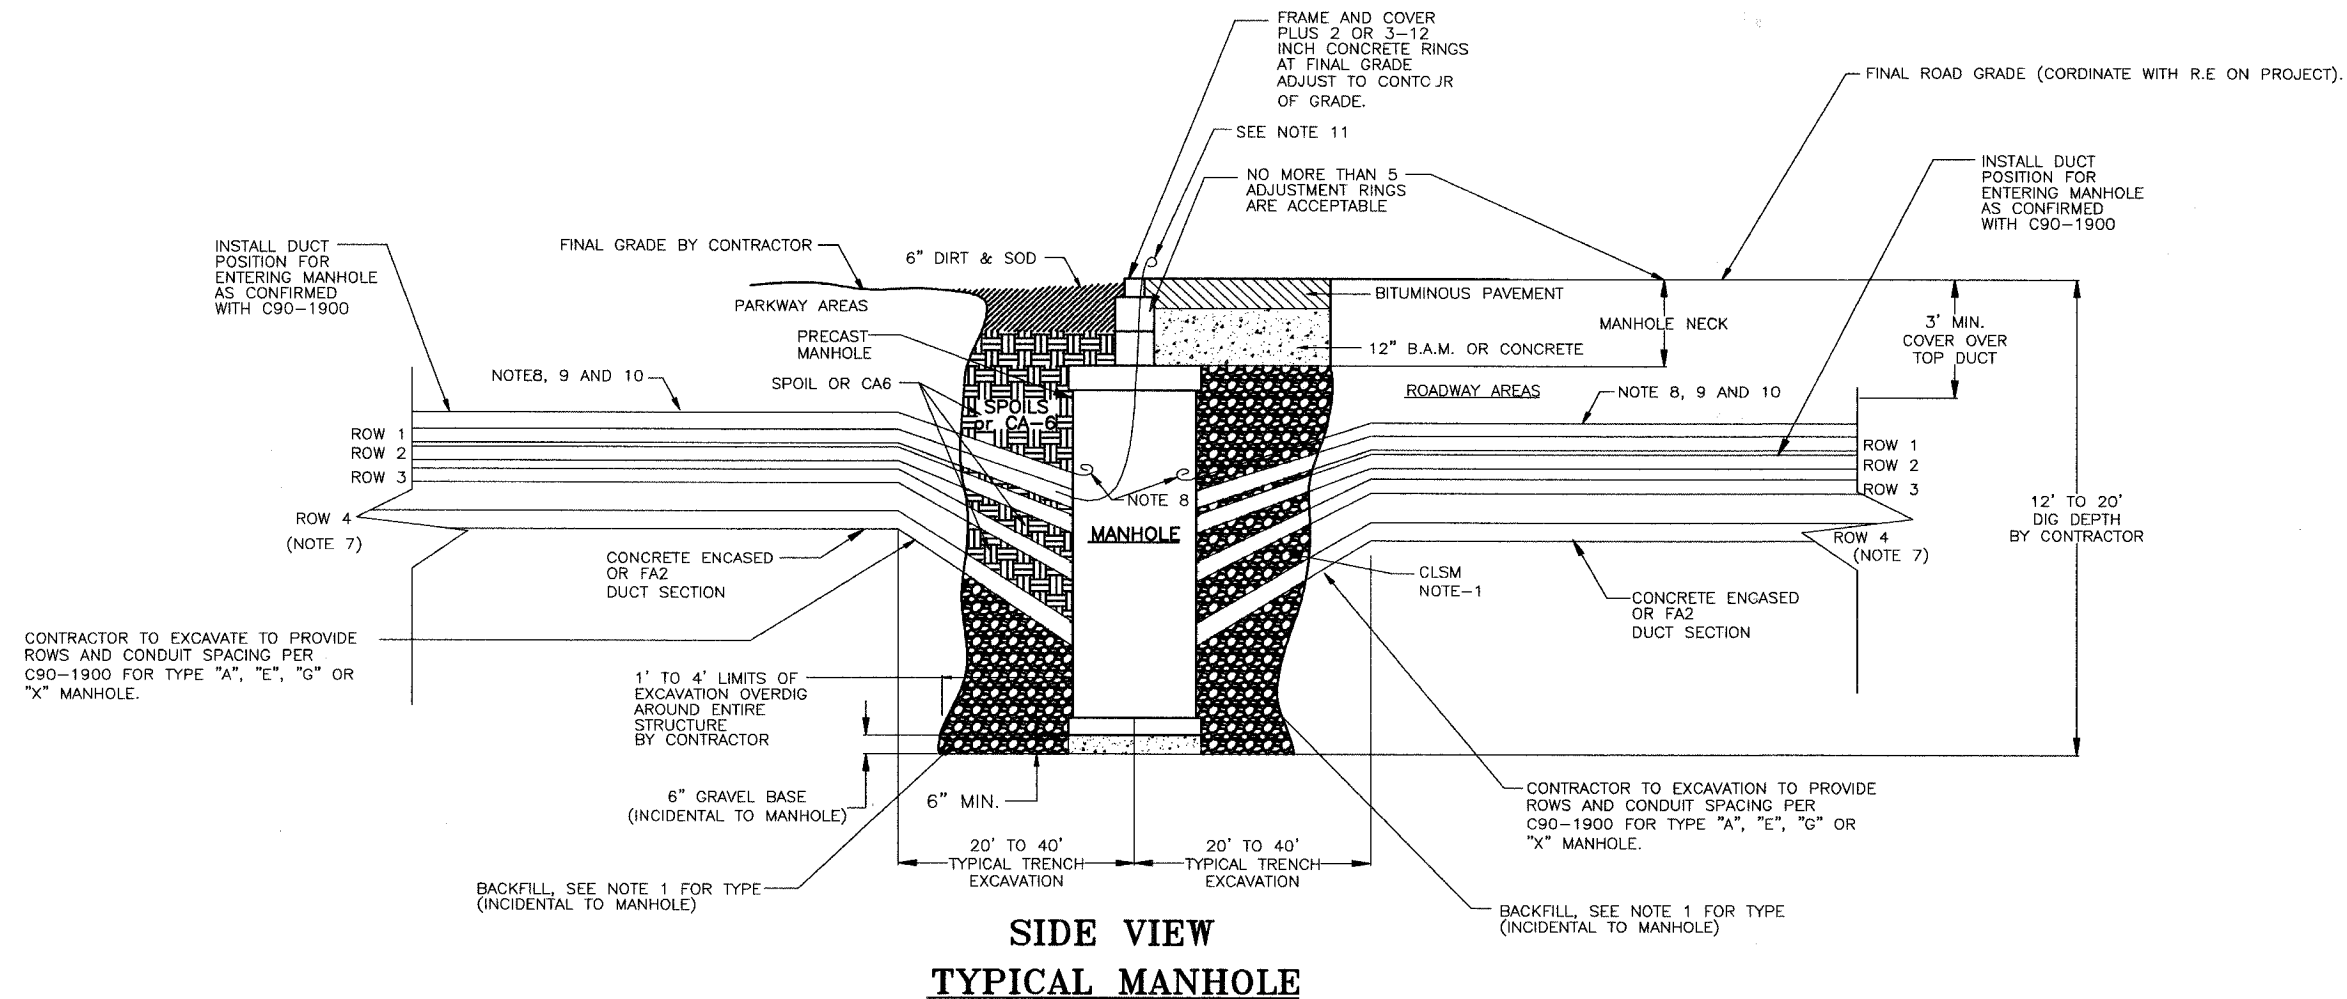 FRAME AND COVER
PLUS 2 OR 3-12
INCH CONCRETE RINGS
AT FINAL GRADE
ADJUST TO CONTOUR
OF GRADE.
FINAL ROAD GRADE (CORDINATE WITH R.E ON PROJECT).
SEE NOTE 11
NO MORE THAN 5
ADJUSTMENT RINGS
ARE ACCEPTABLE
INSTALL DUCT
POSITION FOR
ENTERING MANHOLE
AS CONFIRMED
WITH C90-1900
INSTALL DUCT
POSITION FOR
ENTERING MANHOLE
AS CONFIRMED
WITH C90-1900
FINAL GRADE BY CONTRACTOR
6" DIRT & SOD
PARKWAY AREAS
BITUMINOUS PAVEMENT
MANHOLE NECK
3' MIN.
COVER OVER
TOP DUCT
PRECAST
MANHOLE
12" B.A.M. OR CONCRETE
SPOIL OR CA6
NOTE8, 9 AND 10
ROADWAY AREAS
NOTE 8, 9 AND 10
SPOILS
or CA-6
ROW 1
ROW 2
ROW 3
ROW 4
(NOTE 7)
ROW 1
ROW 2
ROW 3
ROW 4
(NOTE 7)
NOTE 8
MANHOLE
12' TO 20'
DIG DEPTH
BY CONTRACTOR
CONCRETE ENCASED
OR FA2
DUCT SECTION
CLSM
NOTE-1
CONCRETE ENGASED
OR FA2
DUCT SECTION
CONTRACTOR TO EXCAVATE TO PROVIDE
ROWS AND CONDUIT SPACING PER
C90-1900 FOR TYPE "A", "E", "G" OR
"X" MANHOLE.
1' TO 4' LIMITS OF
EXCAVATION OVERDIG
AROUND ENTIRE
STRUCTURE
BY CONTRACTOR
6" GRAVEL BASE
(INCIDENTAL TO MANHOLE)
6" MIN.
CONTRACTOR TO EXCAVATION TO PROVIDE
ROWS AND CONDUIT SPACING PER
C90-1900 FOR TYPE "A", "E", "G" OR
"X" MANHOLE.
20' TO 40'
TYPICAL TRENCH
EXCAVATION
20' TO 40'
TYPICAL TRENCH
EXCAVATION
BACKFILL, SEE NOTE 1 FOR TYPE
(INCIDENTAL TO MANHOLE)
BACKFILL, SEE NOTE 1 FOR TYPE
(INCIDENTAL TO MANHOLE)
SIDE VIEW
TYPICAL MANHOLE